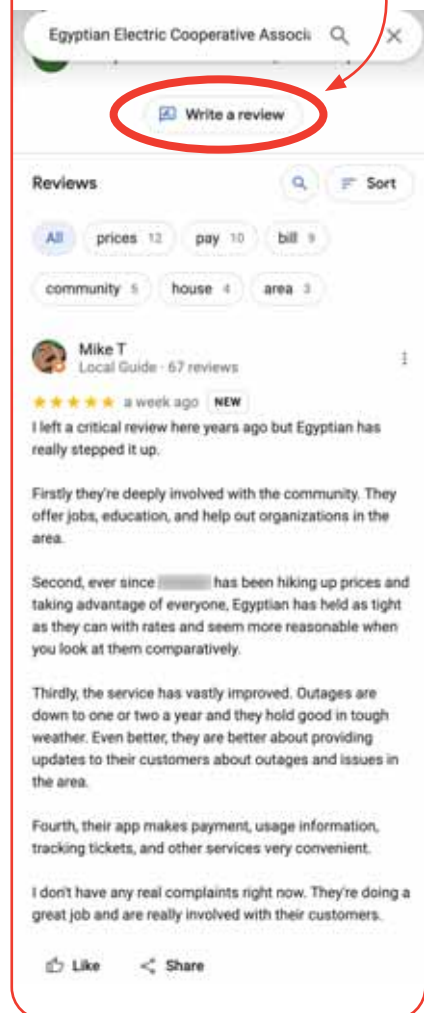 Egyptian Electric Cooperative Associ
Write a review
Reviews
Sort
All
prices 12
pay 10
bill 9
community 5
house 4
area 3
Mike T
Local Guide · 67 reviews
a week ago NEW
I left a critical review here years ago but Egyptian has
really stepped it up.
Firstly they're deeply involved with the community. They
offer jobs, education, and help out organizations in the
area.
Second, ever since has been hiking up prices and
taking advantage of everyone, Egyptian has held as tight
as they can with rates and seem more reasonable when
you look at them comparatively.
Thirdly, the service has vastly improved. Outages are
down to one or two a year and they hold good in tough
weather. Even better, they are better about providing
updates to their customers about outages and issues in
the area.
Fourth, their app makes payment, usage information,
tracking tickets, and other services very convenient.
I don't have any real complaints right now. They're doing a
great job and are really involved with their customers.
Like
Share